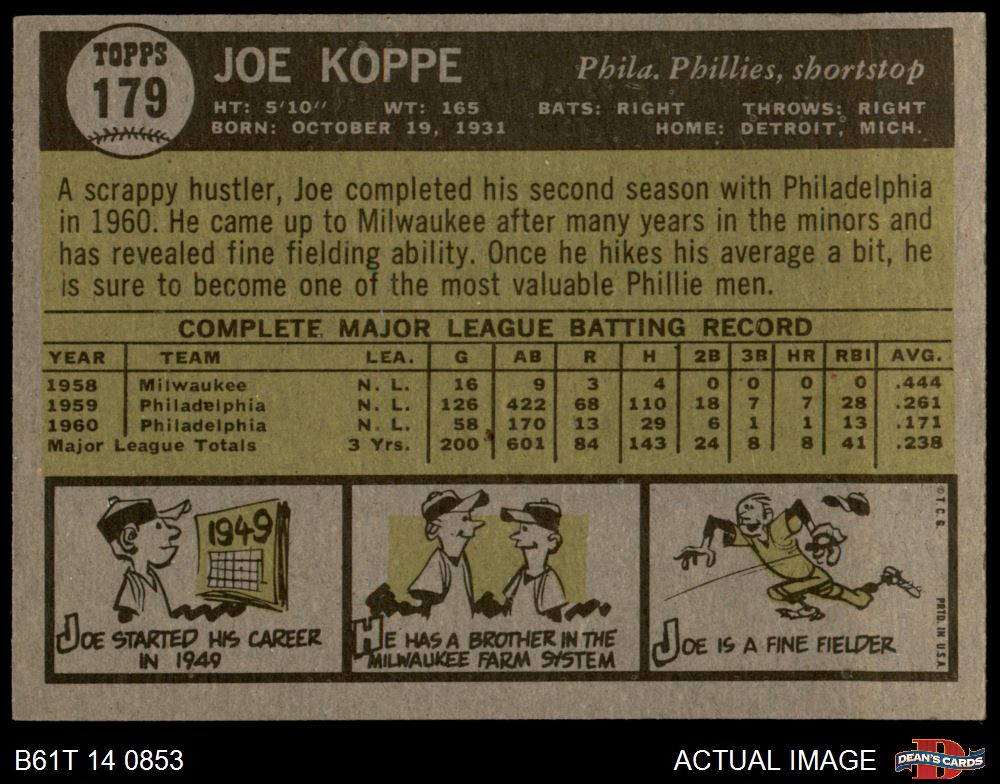 TOPPS
179
JOE KOPPE
Phila. Phillies, shortstop
HT: 5'10" WT: 165 BATS: RIGHT THROWS: RIGHT
BORN: OCTOBER 19, 1931 HOME: DETROIT, MICH.
A scrappy hustler, Joe completed his second season with Philadelphia
in 1960. He came up to Milwaukee after many years in the minors and
has revealed fine fielding ability. Once he hikes his average a bit, he
is sure to become one of the most valuable Phillie men.
COMPLETE MAJOR LEAGUE BATTING RECORD
YEAR TEAM LEA. G AB R H 2B 3B HR RBI AVG.
1958 Milwaukee N. L. 16 9 3 4 0 0 0 0 .444
1959 Philadelphia N. L. 126 422 68 110 18 7 7 28 .261
1960 Philadelphia N. L. 58 170 13 29 6 1 1 13 .171
Major League Totals 3 Yrs. 200 601 84 143 24 8 8 41 .238
1949
JOE STARTED HIS CAREER
IN 1949
HE HAS A BROTHER IN THE
MILWAUKEE FARM SYSTEM
JOE IS A FINE FIELDER
© T. C. G. PRTD. IN U.S.A.
B61T 14 0853
ACTUAL IMAGE
DEAN'S CARDS